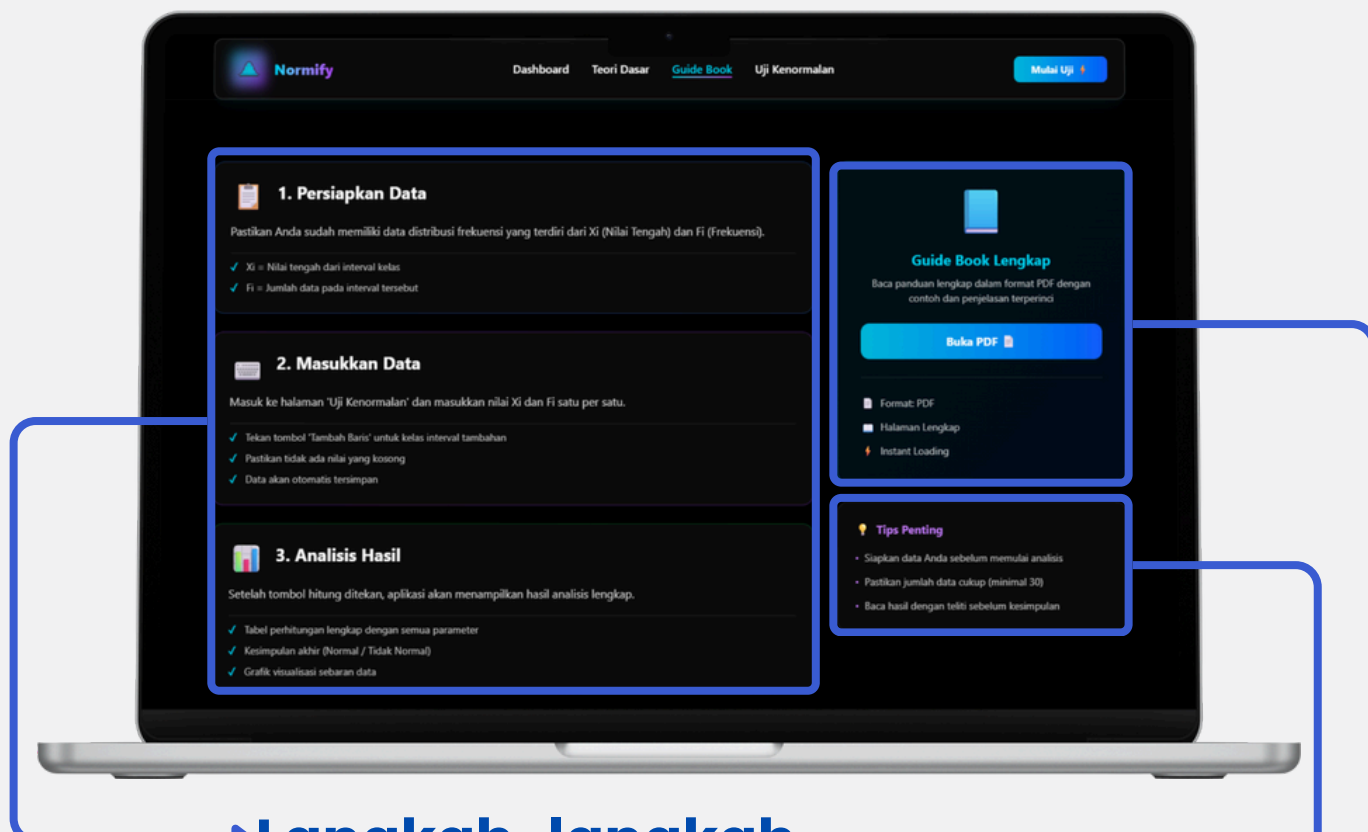 Normify
Dashboard
Teori Dasar
Guide Book
Uji Kenormalan
Mulai Uji
1. Persiapkan Data
Pastikan Anda sudah memiliki data distribusi frekuensi yang terdiri dari Xi (Nilai Tengah) dan Fi (Frekuensi).
✓ Xi = Nilai tengah dari interval kelas
✓ Fi = Jumlah data pada interval tersebut
2. Masukkan Data
Masuk ke halaman 'Uji Kenormalan' dan masukkan nilai Xi dan Fi satu per satu.
✓ Tekan tombol 'Tambah Baris' untuk kelas interval tambahan
✓ Pastikan tidak ada nilai yang kosong
✓ Data akan otomatis tersimpan
3. Analisis Hasil
Setelah tombol hitung ditekan, aplikasi akan menampilkan hasil analisis lengkap.
✓ Tabel perhitungan lengkap dengan semua parameter
✓ Kesimpulan akhir (Normal / Tidak Normal)
✓ Grafik visualisasi sebaran data
Guide Book Lengkap
Baca panduan lengkap dalam format PDF dengan
contoh dan penjelasan terperinci
Buka PDF
Format: PDF
Halaman Lengkap
Instant Loading
Tips Penting
• Siapkan data Anda sebelum memulai analisis
• Pastikan jumlah data cukup (minimal 30)
• Baca hasil dengan teliti sebelum kesimpulan
Langkah-langkah